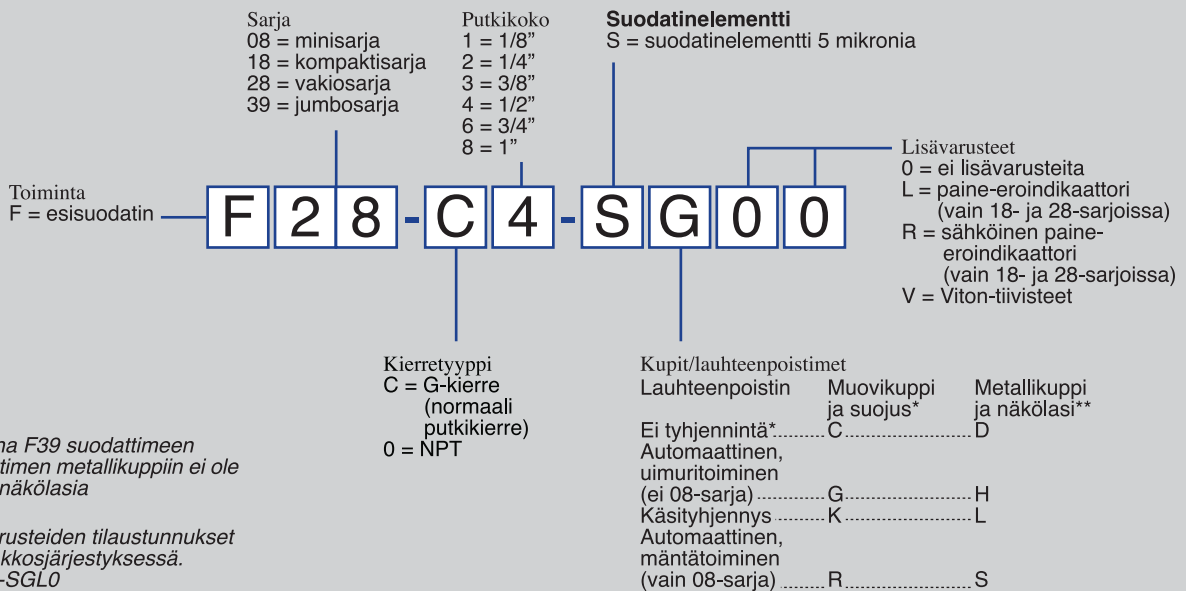 Sarja
08 = minisarja
18 = kompaktisarja
28 = vakiosarja
39 = jumbosarja
Putkikoko
1 = 1/8”
2 = 1/4”
3 = 3/8”
4 = 1/2”
6 = 3/4”
8 = 1”
Suodatinelementti
S = suodatinelementti 5 mikronia
Toiminta
F = esisuodatin
F 2 8 - C 4 - S G 0 0
Lisävarusteet
0 = ei lisävarusteita
L = paine-eroindikaattori
(vain 18- ja 28-sarjoissa)
R = sähköinen paine-
eroindikaattori
(vain 18- ja 28-sarjoissa)
V = Viton-tiivisteet
Kierretyyppi
C = G-kierre
(normaali
putkikierre)
0 = NPT
Kupit/lauhteenpoistimet
Lauhteenpoistin Muovikuppi Metallikuppi
ja suojus* ja näkölasi**
Ei tyhjennintä* C D
Automaattinen,
uimuritoiminen
(ei 08-sarja) G H
Käsityhjennys K L
Automaattinen,
mäntätoiminen
(vain 08-sarja) R S
F39 suodattimeen
metallikuppiin ei ole
näkölasia
tilaustunnukset
-SGL0